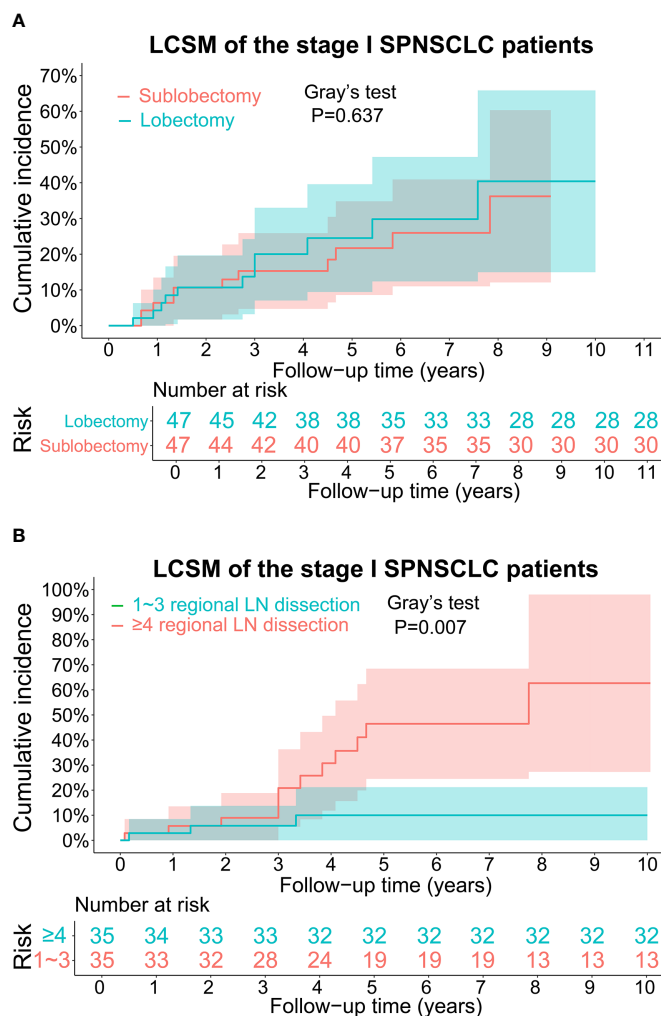 A
LCSM of the stage I SPNSCLC patients
70%
60%
50%
40%
30%
20%
10%
0%
Cumulative incidence
Sublobectomy
Lobectomy
Gray's test
P=0.637
0 1 2 3 4 5 6 7 8 9 10 11
Follow-up time (years)
Number at risk
Risk
Lobectomy 47 45 42 38 38 35 33 33 28 28 28 28
Sublobectomy 47 44 42 40 40 37 35 35 30 30 30 30
0 1 2 3 4 5 6 7 8 9 10 11
Follow-up time (years)
B
LCSM of the stage I SPNSCLC patients
100%
90%
80%
70%
60%
50%
40%
30%
20%
10%
0%
Cumulative incidence
1~3 regional LN dissection
≥4 regional LN dissection
Gray's test
P=0.007
0 1 2 3 4 5 6 7 8 9 10
Follow-up time (years)
Number at risk
Risk
≥4 35 34 33 33 32 32 32 32 32 32 32
1~3 35 33 32 28 24 19 19 19 13 13 13
0 1 2 3 4 5 6 7 8 9 10
Follow-up time (years)